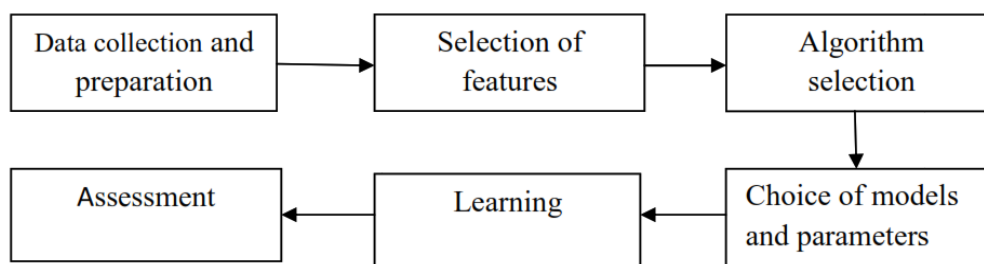 Data collection and
preparation
Selection of
features
Algorithm
selection
Choice of models
and parameters
Learning
Assessment